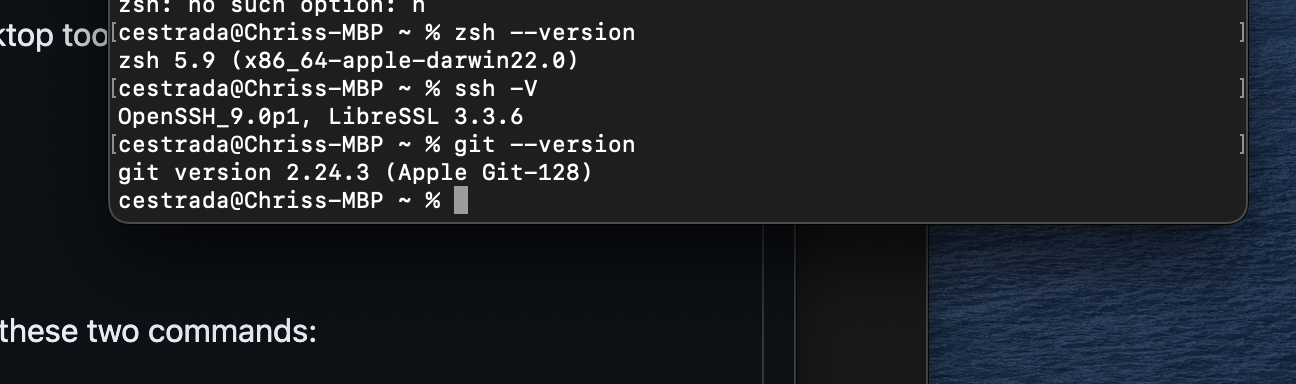 zsh: no such option: n
ktop too
[cestrada@Chriss-MBP ~ % zsh --version ]
zsh 5.9 (x86_64-apple-darwin22.0)
[cestrada@Chriss-MBP ~ % ssh -V ]
OpenSSH_9.0p1, LibreSSL 3.3.6
[cestrada@Chriss-MBP ~ % git --version ]
git version 2.24.3 (Apple Git-128)
cestrada@Chriss-MBP ~ %
these two commands: